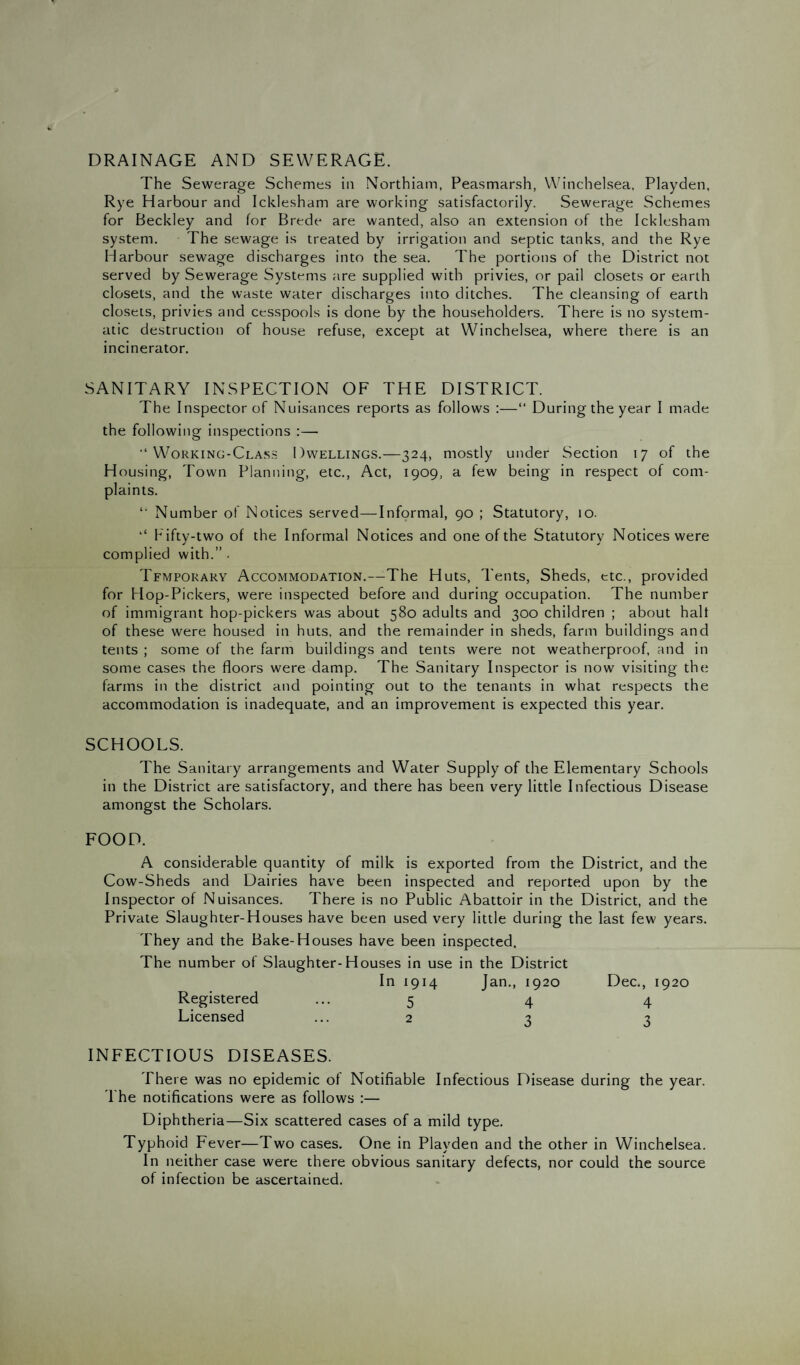 DRAINAGE AND SEWERAGE.
The Sewerage Schemes in Northiam, Peasmarsh, Winchelsea, Playden,
Rye Harbour and Icklesham are working satisfactorily. Sewerage Schemes
for Beckley and for Brede are wanted, also an extension of the Icklesham
system. The sewage is treated by irrigation and septic tanks, and the Rye
Harbour sewage discharges into the sea. The portions of the District not
served by Sewerage Systems are supplied with privies, or pail closets or earth
closets, and the waste water discharges into ditches. The cleansing of earth
closets, privies and cesspools is done by the householders. There is no system-
atic destruction of house refuse, except at Winchelsea, where there is an
incinerator.
SANITARY INSPECTION OF THE DISTRICT.
The Inspector of Nuisances reports as follows :—“ During the year I made
the following inspections :—
“ Working-Class Dwellings.—324, mostly under Section 17 of the
Housing, Town Planning, etc., Act, 1909, a few being in respect of com-
plaints.
“ Number of Notices served—Informal, 90 ; Statutory, 10.
“ Fifty-two of the Informal Notices and one of the Statutory Notices were
complied with.”
Temporary Accommodation.—The Huts, Tents, Sheds, etc., provided
for Hop-Pickers, were inspected before and during occupation. The number
of immigrant hop-pickers was about 580 adults and 300 children ; about half
of these were housed in huts, and the remainder in sheds, farm buildings and
tents ; some of the farm buildings and tents were not weatherproof, and in
some cases the floors were damp. The Sanitary Inspector is now visiting the
farms in the district and pointing out to the tenants in what respects the
accommodation is inadequate, and an improvement is expected this year.
SCHOOLS.
The Sanitary arrangements and Water Supply of the Elementary Schools
in the District are satisfactory, and there has been very little Infectious Disease
amongst the Scholars.
FOOD.
A considerable quantity of milk is exported from the District, and the
Cow-Sheds and Dairies have been inspected and reported upon by the
Inspector of Nuisances. There is no Public Abattoir in the District, and the
Private Slaughter-Houses have been used very little during the last few years.
They and the Bake-Houses have been inspected.
The number of Slaughter-Houses in use in the District
In 1914 Jan., 1920 Dec., 1920
Registered ... 5 4 4
Licensed ... 2 3 3
INFECTIOUS DISEASES.
There was no epidemic of Notifiable Infectious Disease during the year.
The notifications were as follows :—
Diphtheria—Six scattered cases of a mild type.
Typhoid Fever—Two cases. One in Playden and the other in Winchelsea.
In neither case were there obvious sanitary defects, nor could the source
of infection be ascertained.